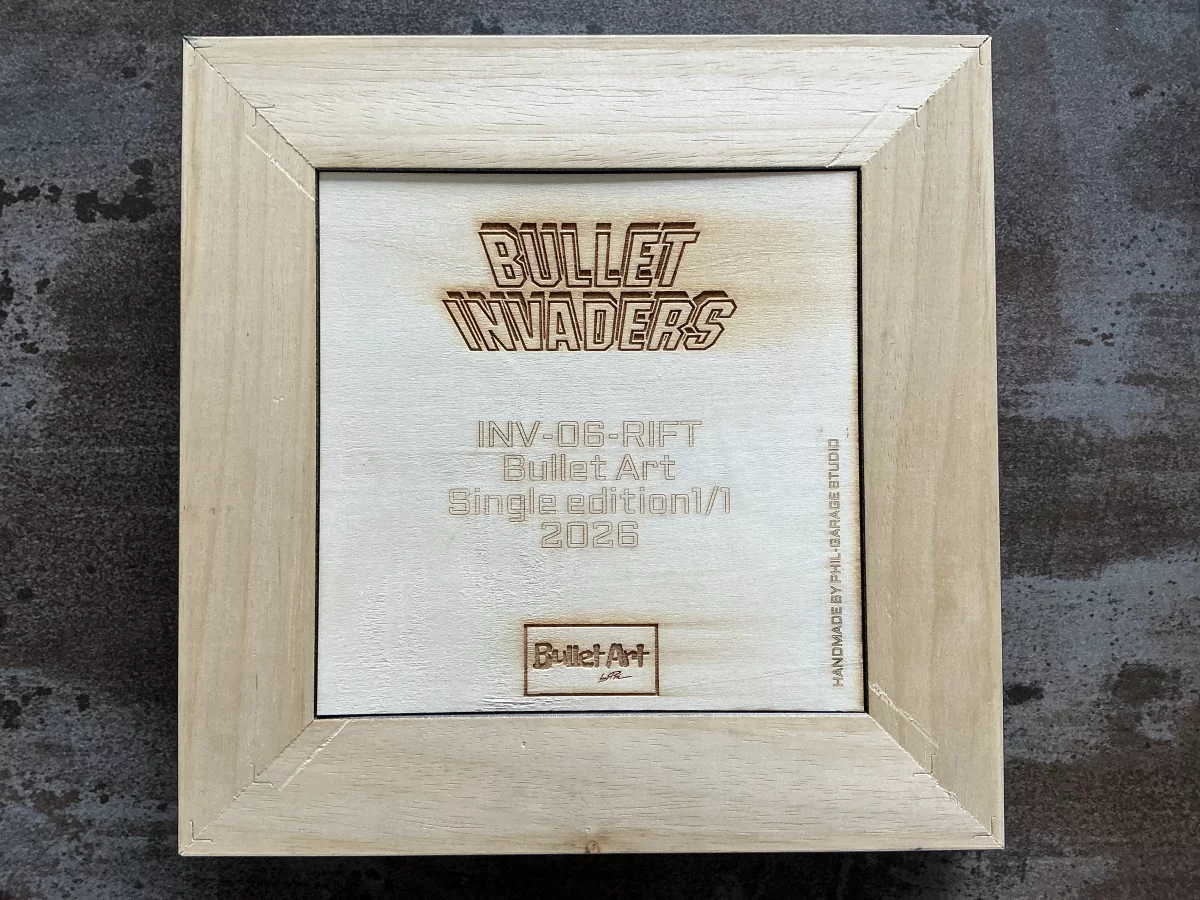 BULLET
INVADERS
INV-06-RIFT
Bullet Art
Single edition1/1
2026
Bullet Art
HANDMADE BY PHIL-GARAGE STUDIO